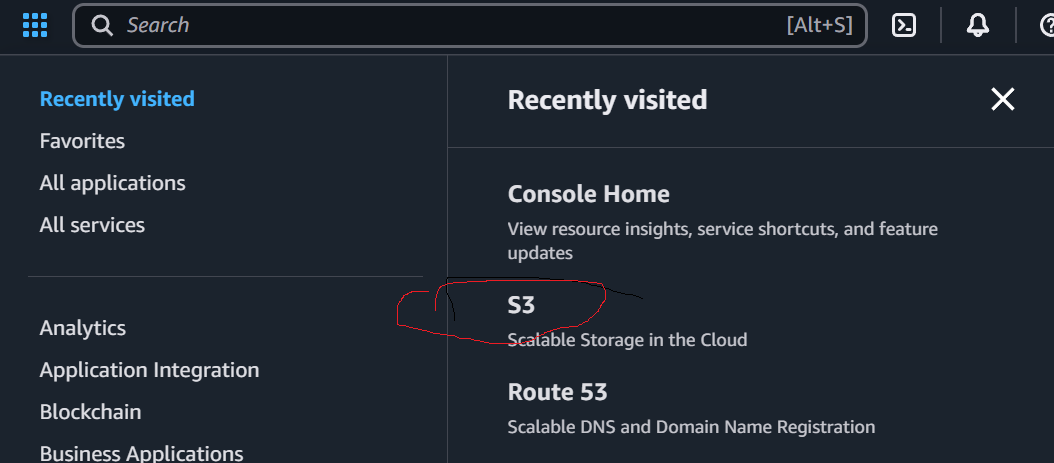 Search [Alt+S]
Recently visited
Favorites
All applications
All services
Analytics
Application Integration
Blockchain
Business Applications
Recently visited
Console Home
View resource insights, service shortcuts, and feature
updates
S3
Scalable Storage in the Cloud
Route 53
Scalable DNS and Domain Name Registration